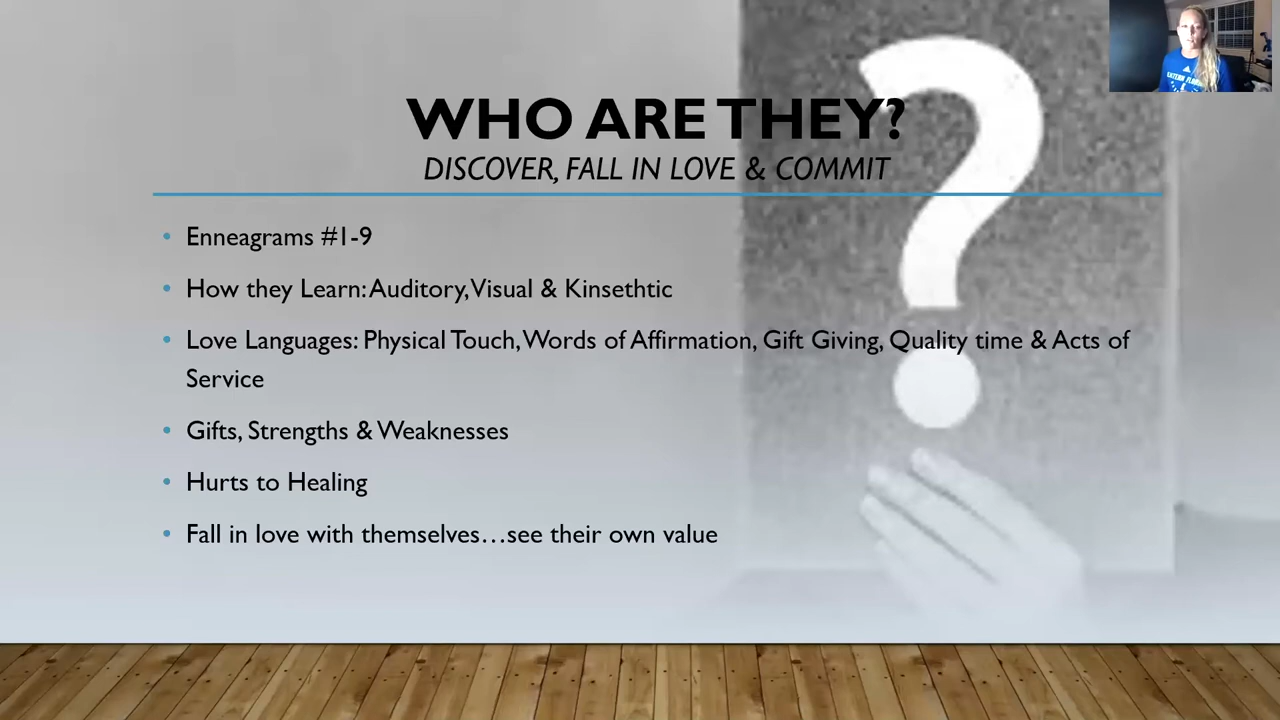 WHO ARE THEY?
DISCOVER, FALL IN LOVE & COMMIT
• Enneagrams #1-9
• How they Learn: Auditory, Visual & Kinsethtic
• Love Languages: Physical Touch, Words of Affirmation, Gift Giving, Quality time & Acts of
Service
• Gifts, Strengths & Weaknesses
• Hurts to Healing
• Fall in love with themselves…see their own value
EASTERN FLORIDA